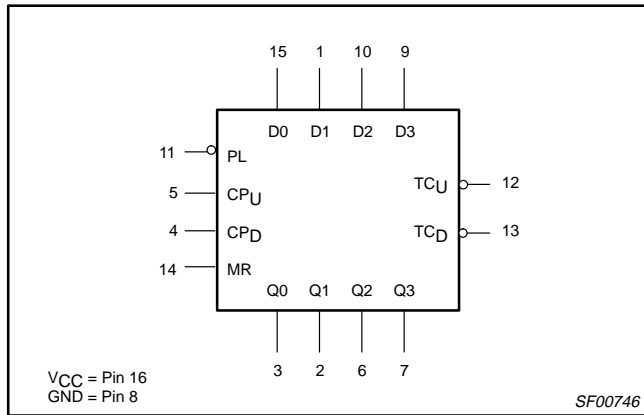 15 1 10 9
D0 D1 D2 D3
11 PL
TCU 12
5 CPU
4 CPD
TCD 13
14 MR
Q0 Q1 Q2 Q3
3 2 6 7
VCC = Pin 16
GND = Pin 8
SF00746